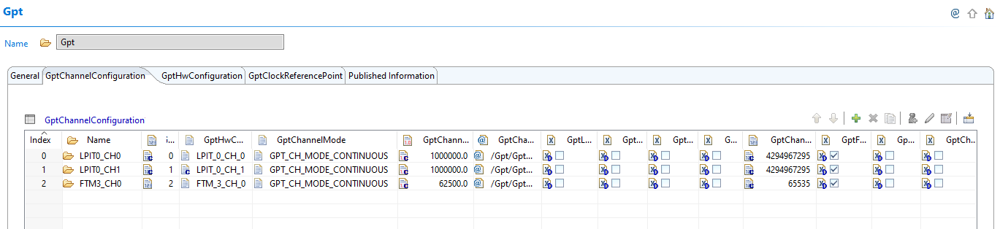 Gpt
Name Gpt
General GptChannelConfiguration GptHwConfiguration GptClockReferencePoint Published Information
GptChannelConfiguration
Index Name i... GptHwC... GptChannelMode GptChann... GptCha... GptL... Gpt... Gpt... G... GptChan... GptF... Gp... GptCh...
0 LPIT0_CH0 0 LPIT_0_CH_0 GPT_CH_MODE_CONTINUOUS 1000000.0 /Gpt/Gpt... 4294967295
1 LPIT0_CH1 1 LPIT_0_CH_1 GPT_CH_MODE_CONTINUOUS 1000000.0 /Gpt/Gpt... 4294967295
2 FTM3_CH0 2 FTM_3_CH_0 GPT_CH_MODE_CONTINUOUS 62500.0 /Gpt/Gpt... 65535